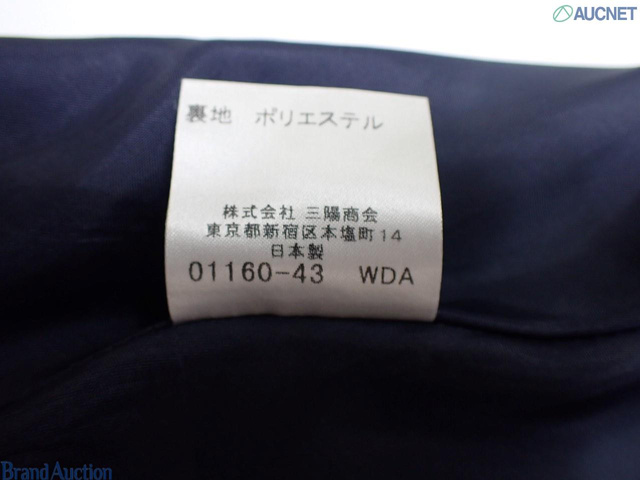 AUCNET
裏地 ポリエステル
株式会社 三陽商会
東京都新宿区本塩町14
日本製
01160-43 WDA
Brand Auction